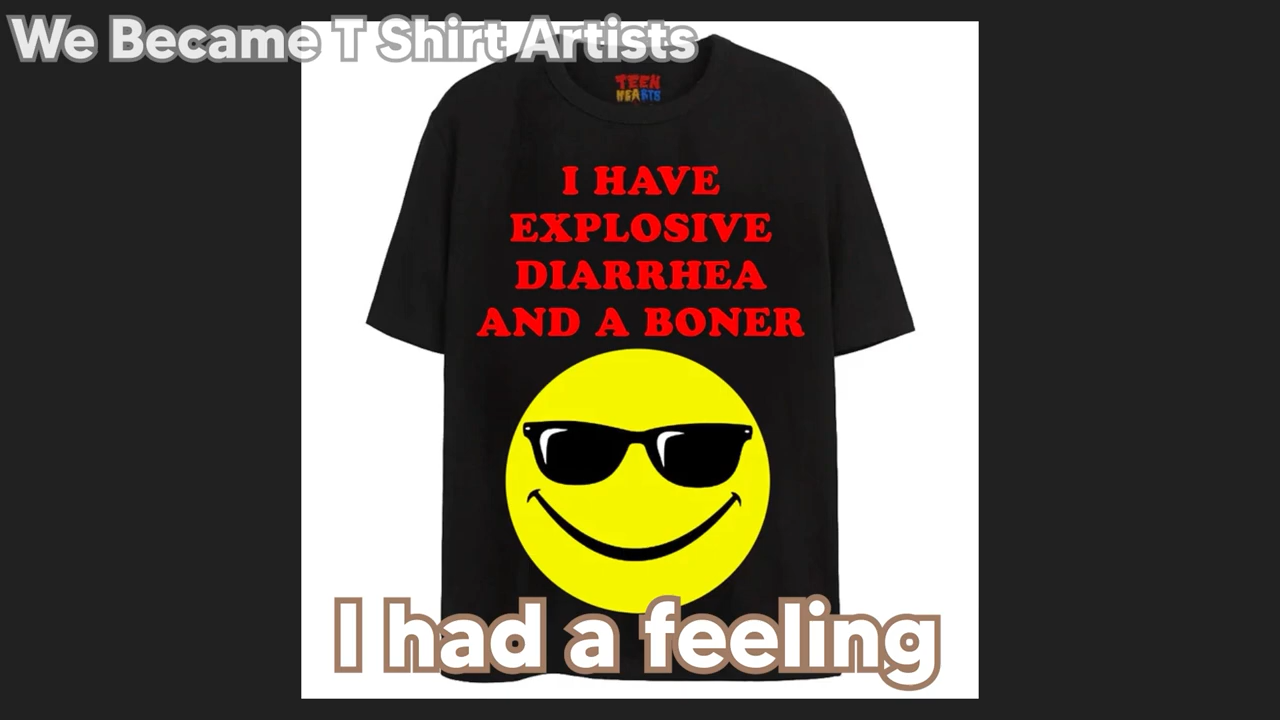 We Became T Shirt Artists
TEEN
HEARTS
I HAVE
EXPLOSIVE
DIARRHEA
AND A BONER
I had a feeling